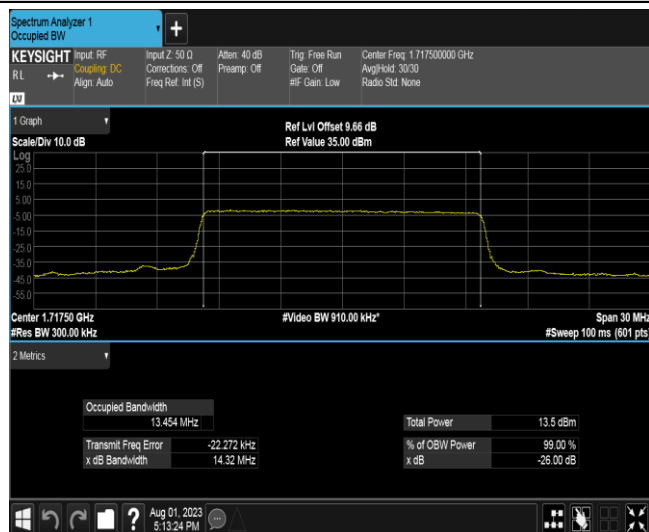 Spectrum Analyzer 1
Occupied BW
+
KEYSIGHT Input: RF Input Z: 50 Ω Atten: 40 dB Trig: Free Run Center Freq: 1.717500000 GHz
RL Coupling: DC Corrections: Off Preamp: Off Gate: Off Avg|Hold: 30/30
Align: Auto Freq Ref: Int (S) #IF Gain: Low Radio Std: None
LXI
1 Graph
Ref Lvl Offset 9.66 dB
Scale/Div 10.0 dB Ref Value 35.00 dBm
Log
25.0
15.0
5.00
-5.00
-15.0
-25.0
-35.0
-45.0
-55.0
Center 1.71750 GHz #Video BW 910.00 kHz* Span 30 MHz
#Res BW 300.00 kHz #Sweep 100 ms (601 pts)
2 Metrics
Occupied Bandwidth
13.454 MHz Total Power 13.5 dBm
Transmit Freq Error -22.272 kHz % of OBW Power 99.00 %
x dB Bandwidth 14.32 MHz x dB -26.00 dB
? Aug 01, 2023
5:13:24 PM